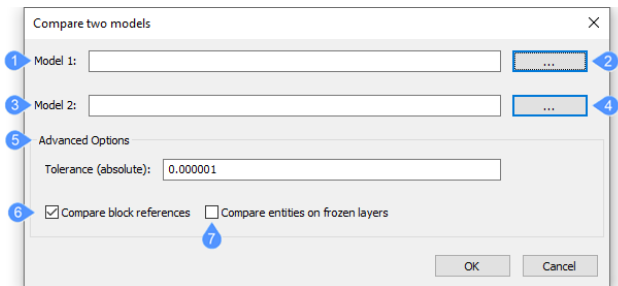 Compare two models
1 Model 1: ... 2
3 Model 2: ... 4
5 Advanced Options
Tolerance (absolute): 0.000001
6 Compare block references Compare entities on frozen layers
7
OK Cancel